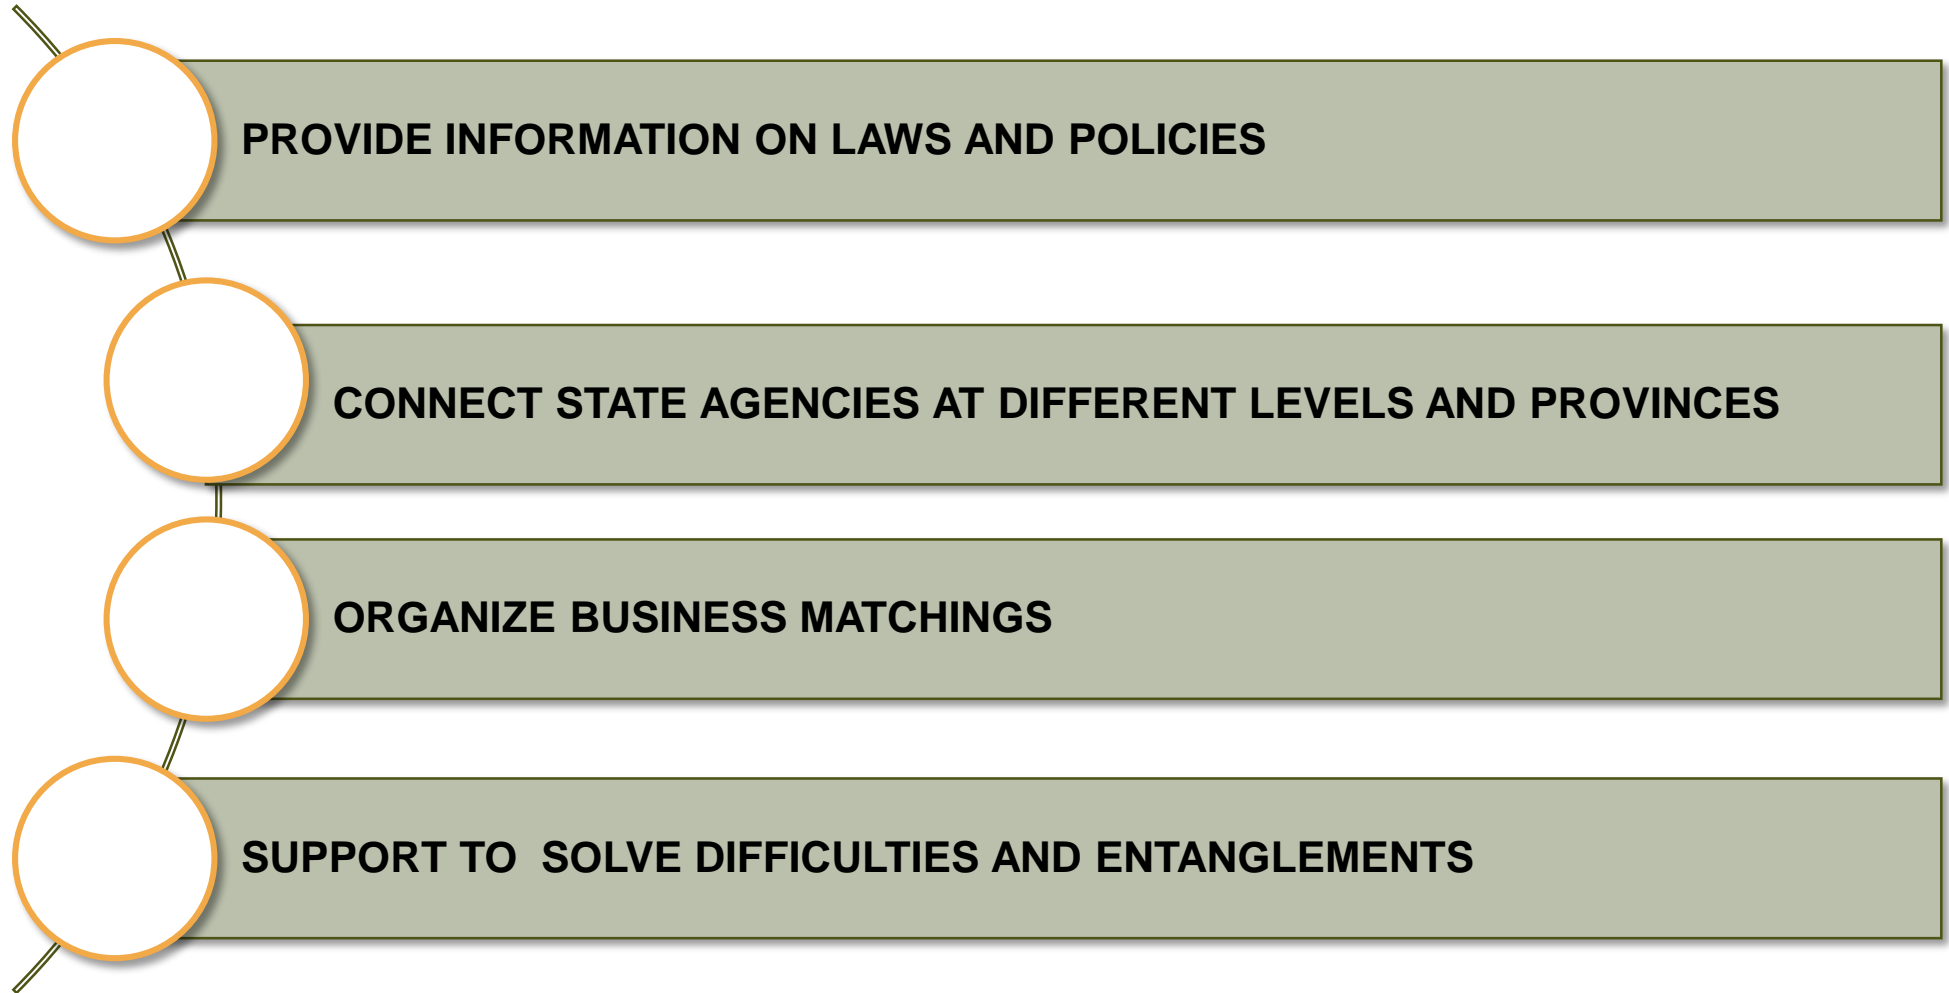 PROVIDE INFORMATION ON LAWS AND POLICIES
CONNECT STATE AGENCIES AT DIFFERENT LEVELS AND PROVINCES
ORGANIZE BUSINESS MATCHINGS
SUPPORT TO  SOLVE DIFFICULTIES AND ENTANGLEMENTS